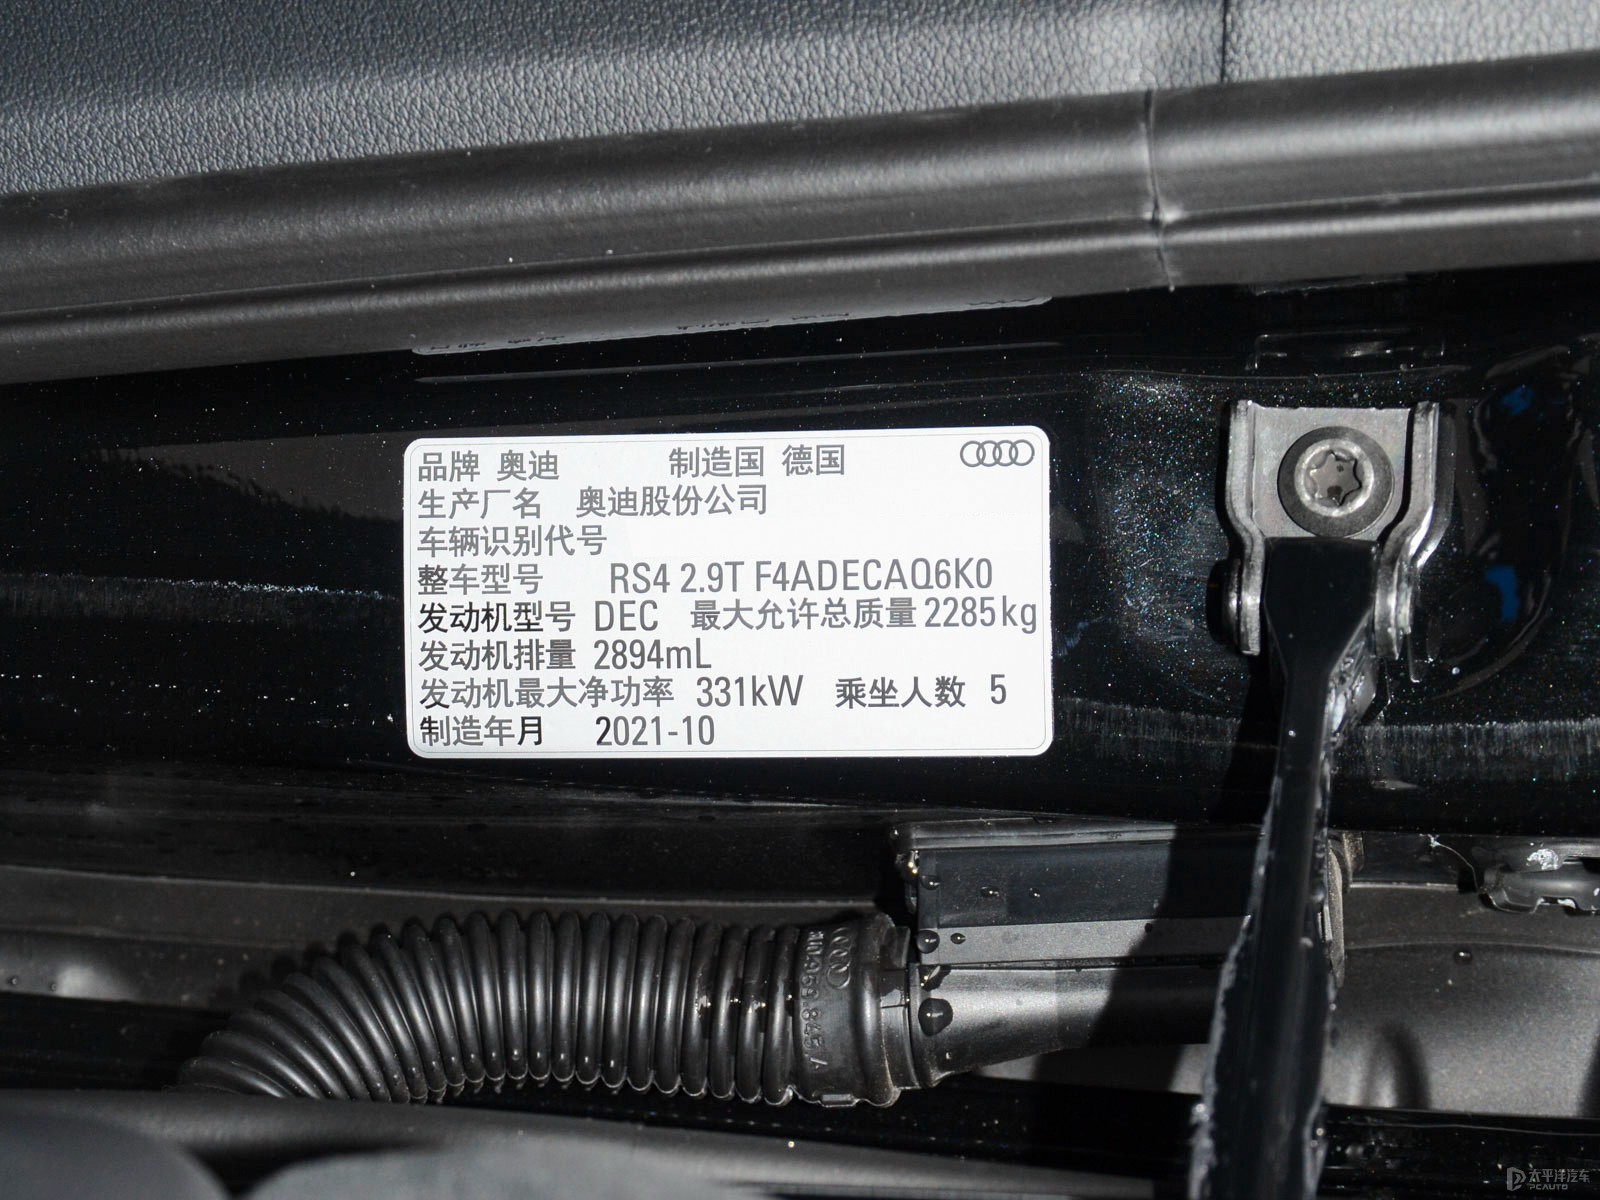 品牌 奥迪 制造国 德国
生产厂名 奥迪股份公司
车辆识别代号
整车型号 RS4 2.9T F4ADECAQ6K0
发动机型号 DEC 最大允许总质量 2285kg
发动机排量 2894mL
发动机最大净功率 331kW 乘坐人数 5
制造年月 2021-10
太平洋汽车
PCAUTO